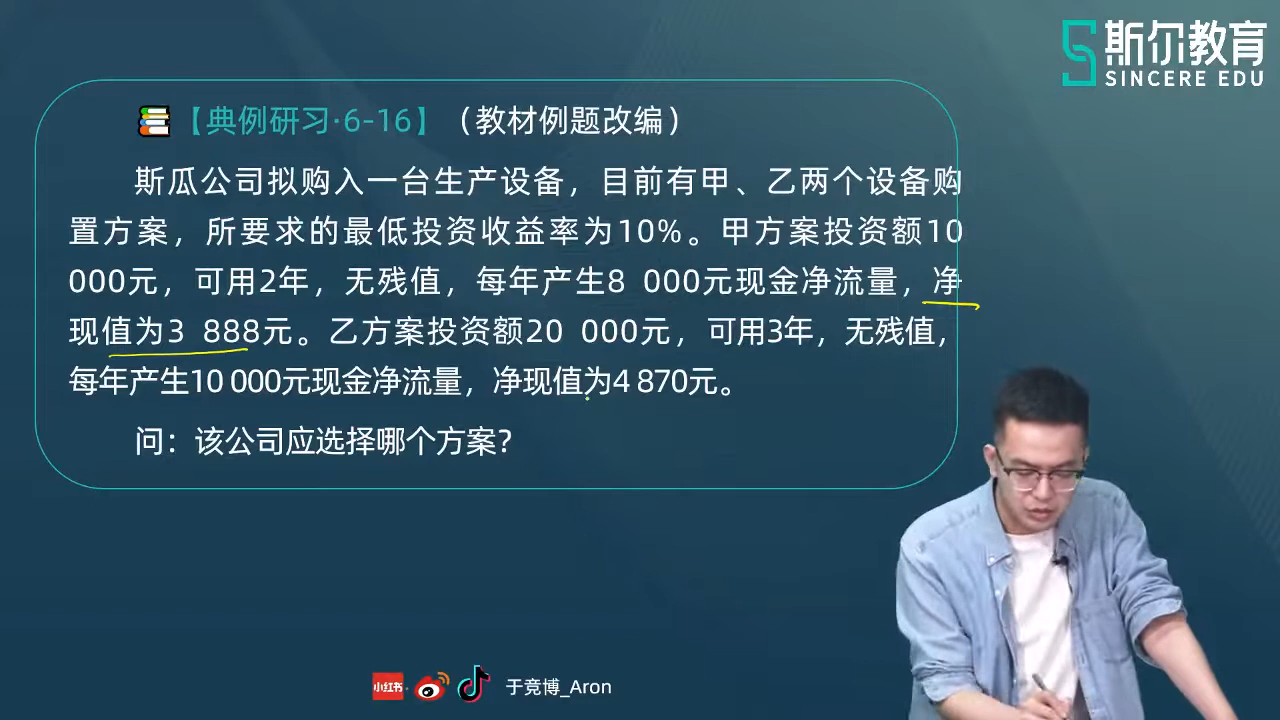 斯尔教育
SINCERE EDU
【典例研习·6-16】（教材例题改编）
斯瓜公司拟购入一台生产设备，目前有甲、乙两个设备购
置方案，所要求的最低投资收益率为10%。甲方案投资额10
000元，可用2年，无残值，每年产生8 000元现金净流量，净
现值为3 888元。乙方案投资额20 000元，可用3年，无残值，
每年产生10 000元现金净流量，净现值为4 870元。
问：该公司应选择哪个方案？
小红书
于竞博_Aron